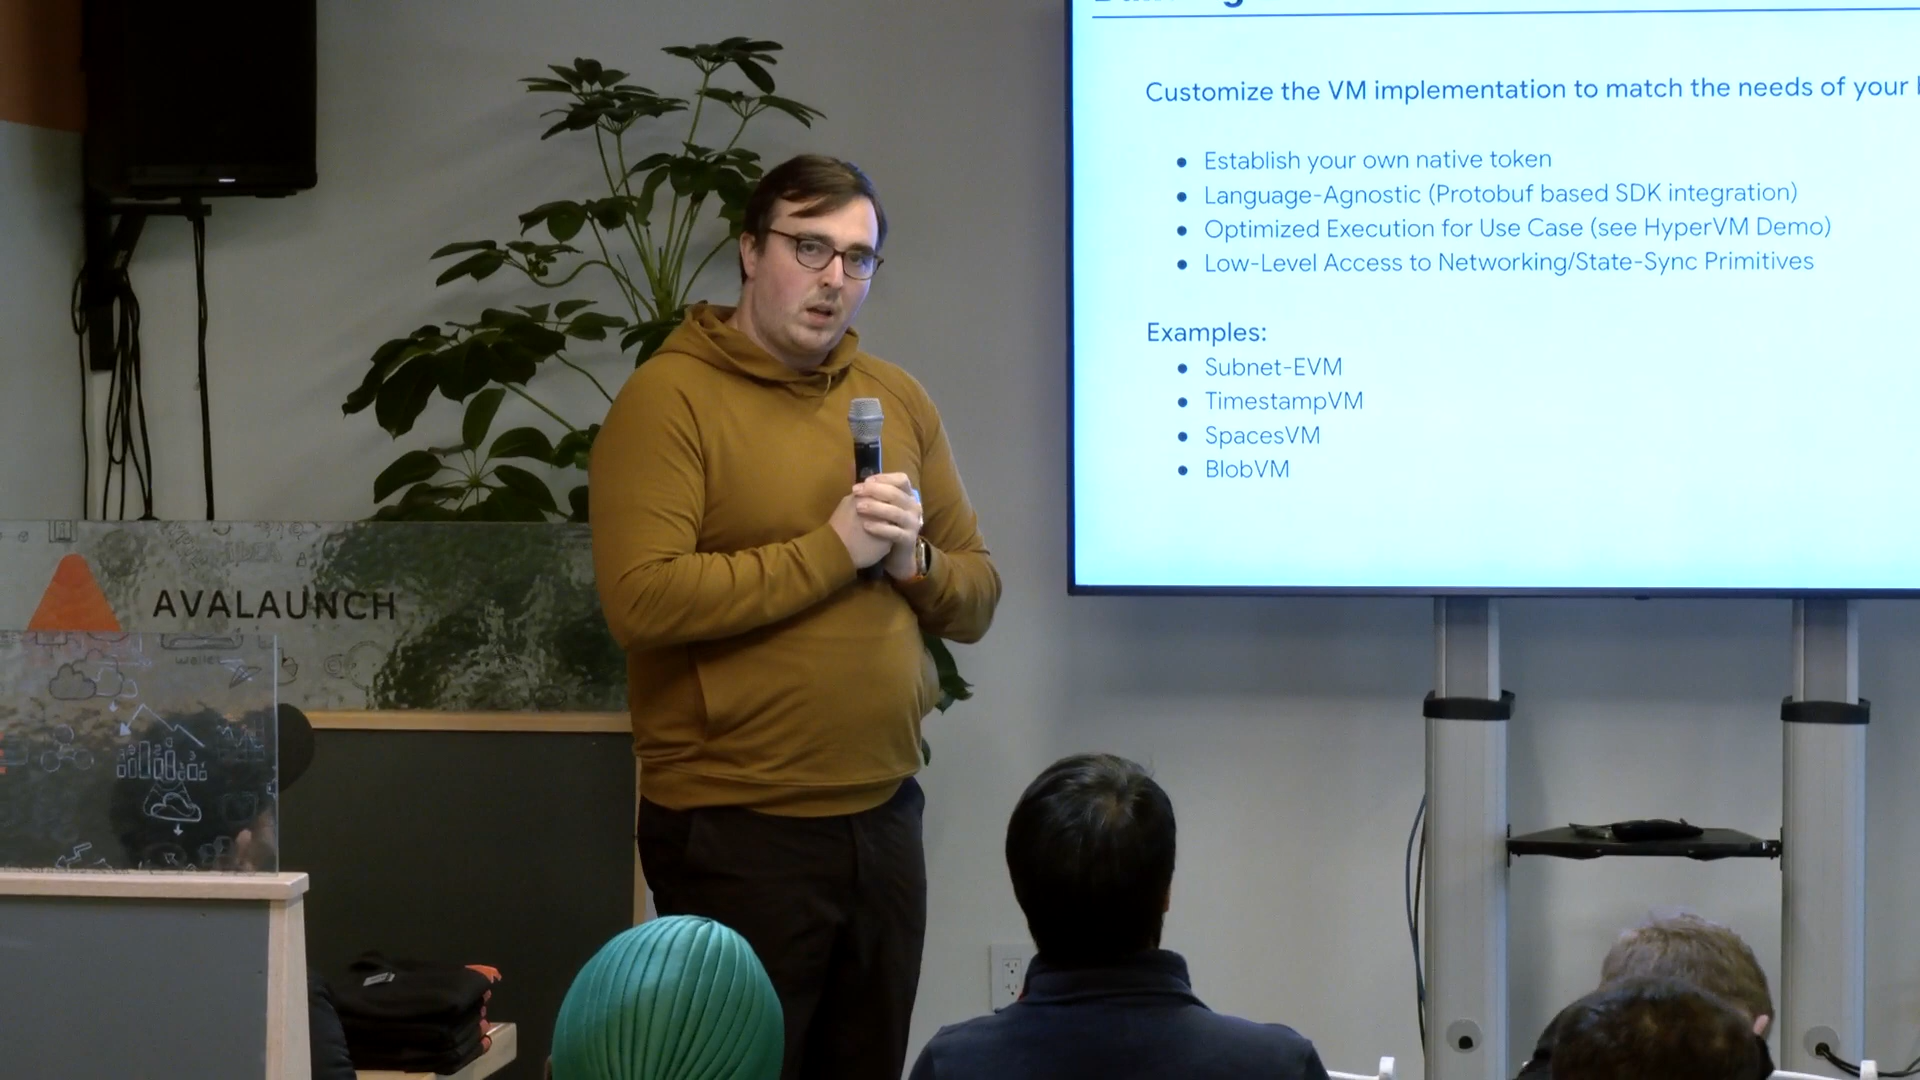 Customize the VM implementation to match the needs of your
• Establish your own native token
• Language-Agnostic (Protobuf based SDK integration)
• Optimized Execution for Use Case (see HyperVM Demo)
• Low-Level Access to Networking/State-Sync Primitives
Examples:
• Subnet-EVM
• TimestampVM
• SpacesVM
• BlobVM
AVALAUNCH
wallet